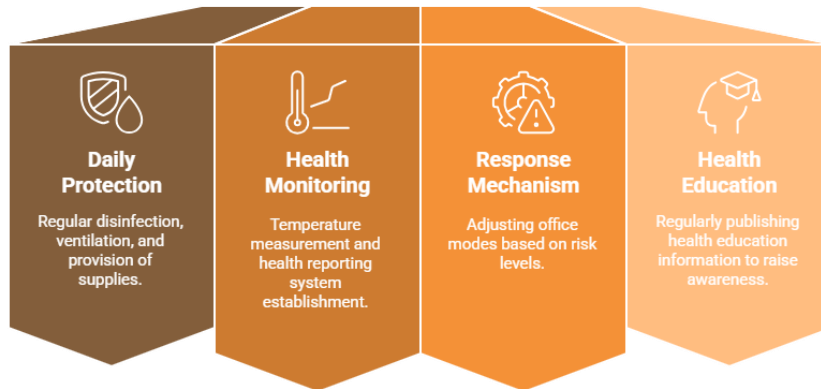 Daily
Protection
Regular disinfection,
ventilation, and
provision of
supplies.
Health
Monitoring
Temperature
measurement and
health reporting
system
establishment.
Response
Mechanism
Adjusting office
modes based on risk
levels.
Health
Education
Regularly publishing
health education
information to raise
awareness.